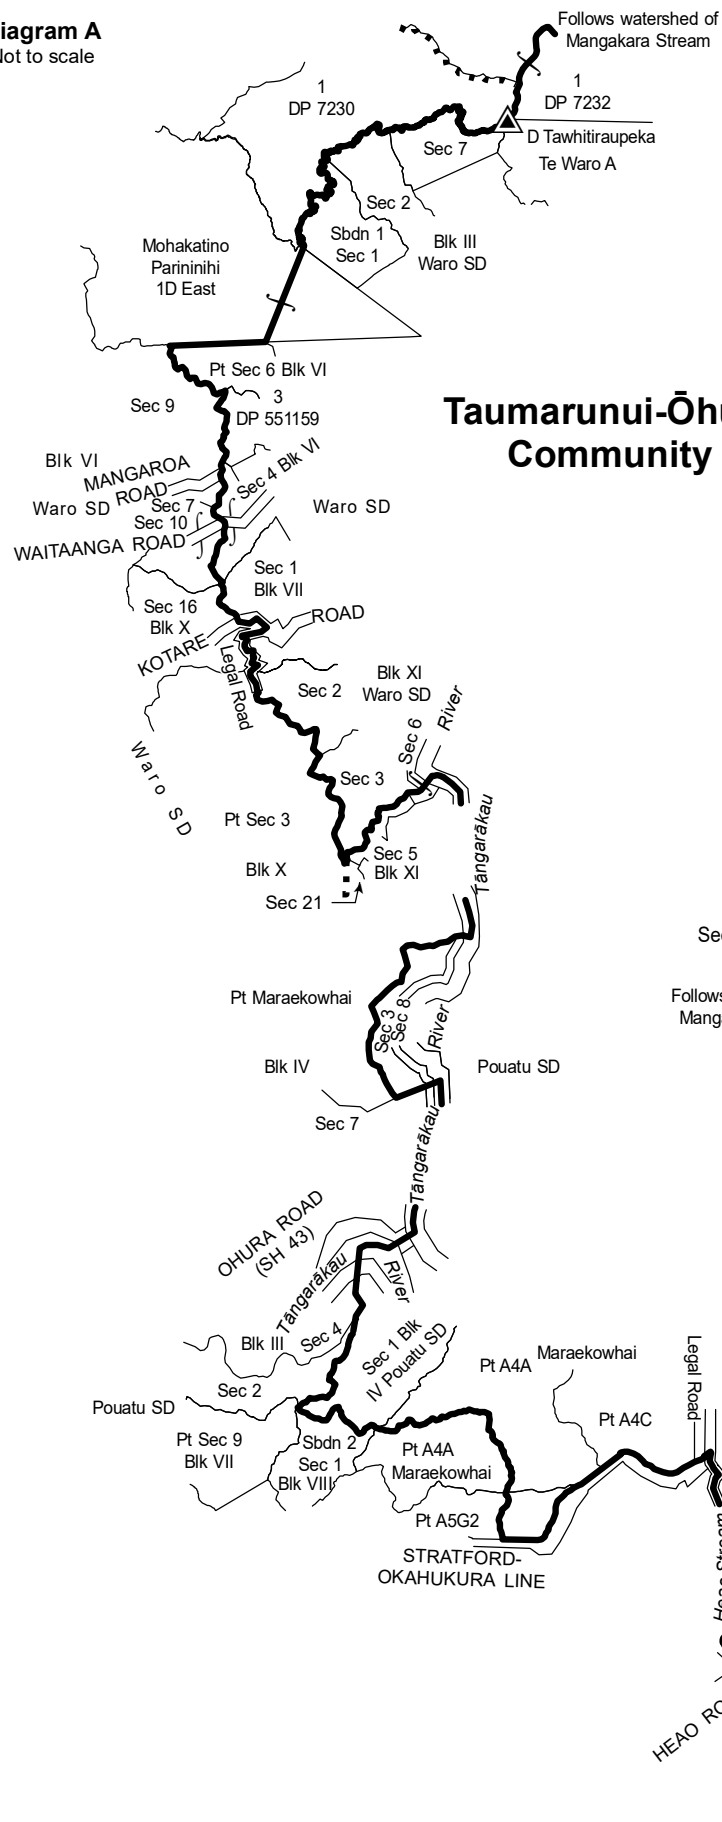 iagram A
Not to scale
Follows watershed of
Mangakara Stream
1
DP 7230
1
DP 7232
D Tawhitiraupeka
Te Waro A
Sec 7
Sec 2
Sbdn 1
Sec 1
Blk III
Waro SD
Mohakatino
Parininihi
1D East
Pt Sec 6 Blk VI
3
DP 551159
Sec 9
Taumarunui-Ōhu
Community
Blk VI
Waro SD
MANGAROA
ROAD
Sec 4 Blk VI
Sec 7
Sec 10
WAITAANGA ROAD
Waro SD
Sec 1
Blk VII
Sec 16
Blk X
KOTARE
ROAD
Legal Road
Sec 2
Blk XI
Waro SD
Sec 6
River
Waro SD
Sec 3
Pt Sec 3
Blk X
Sec 5
Blk XI
Sec 21
Tāngarākau
Sec
Follows
Manga
Pt Maraekowhai
Sec 3
Sec 8
River
Blk IV
Pouatu SD
Sec 7
Tāngarākau
OHURA ROAD
(SH 43)
Tāngarākau
River
Blk III
Sec 4
Sec 1 Blk
IV Pouatu SD
Sec 2
Pouatu SD
Pt Sec 9
Blk VII
Sbdn 2
Sec 1
Blk VIII
Pt A4A
Maraekowhai
Pt A4A
Maraekowhai
Pt A4C
Legal Road
Pt A5G2
STRATFORD-
OKAHUKURA LINE
Heao Stream
HEAO RO